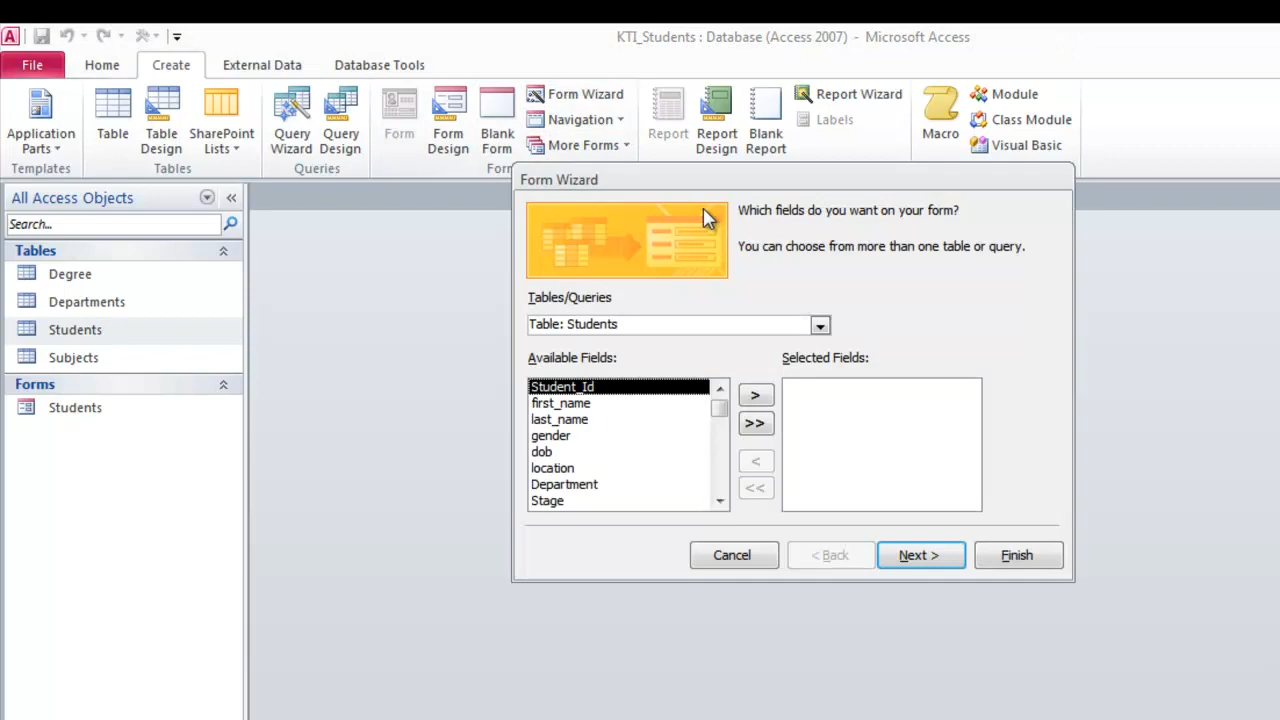 A
KTI_Students : Database (Access 2007) - Microsoft Access
File Home Create External Data Database Tools
Application Parts
Templates
Table
Table Design
SharePoint Lists
Tables
Query Wizard
Query Design
Queries
Form
Form Design
Blank Form
Form Wizard
Navigation
More Forms
For
Report
Report Design
Blank Report
Report Wizard
Labels
Macro
Module
Class Module
Visual Basic
All Access Objects «
Search...
Tables
Degree
Departments
Students
Subjects
Forms
Students
Form Wizard
Which fields do you want on your form?
You can choose from more than one table or query.
Tables/Queries
Table: Students
Available Fields:
Selected Fields:
Student_Id
first_name
last_name
gender
dob
location
Department
Stage
>
>>
<
<<
Cancel < Back Next > Finish